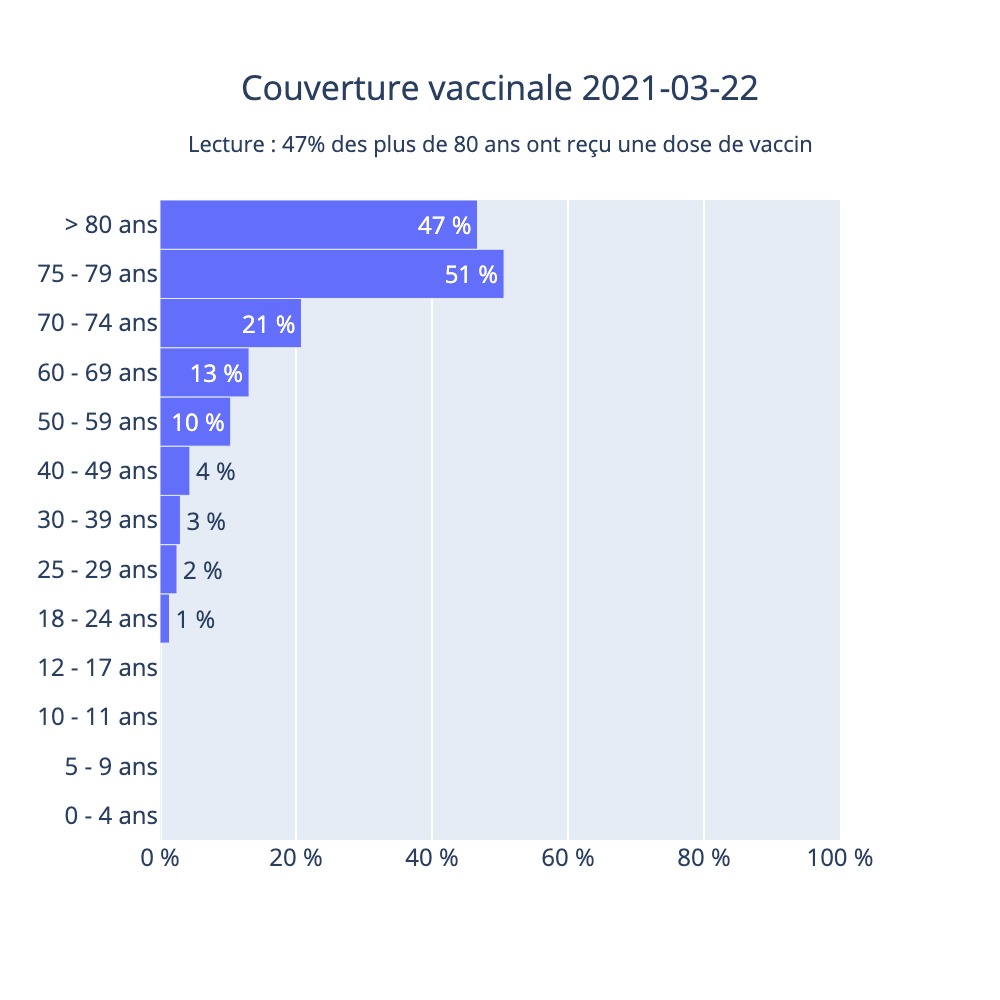 Couverture vaccinale 2021-03-22
Lecture : 47% des plus de 80 ans ont reçu une dose de vaccin
> 80 ans 47 %
75 - 79 ans 51 %
70 - 74 ans 21 %
60 - 69 ans 13 %
50 - 59 ans 10 %
40 - 49 ans 4 %
30 - 39 ans 3 %
25 - 29 ans 2 %
18 - 24 ans 1 %
12 - 17 ans
10 - 11 ans
5 - 9 ans
0 - 4 ans
0 % 20 % 40 % 60 % 80 % 100 %